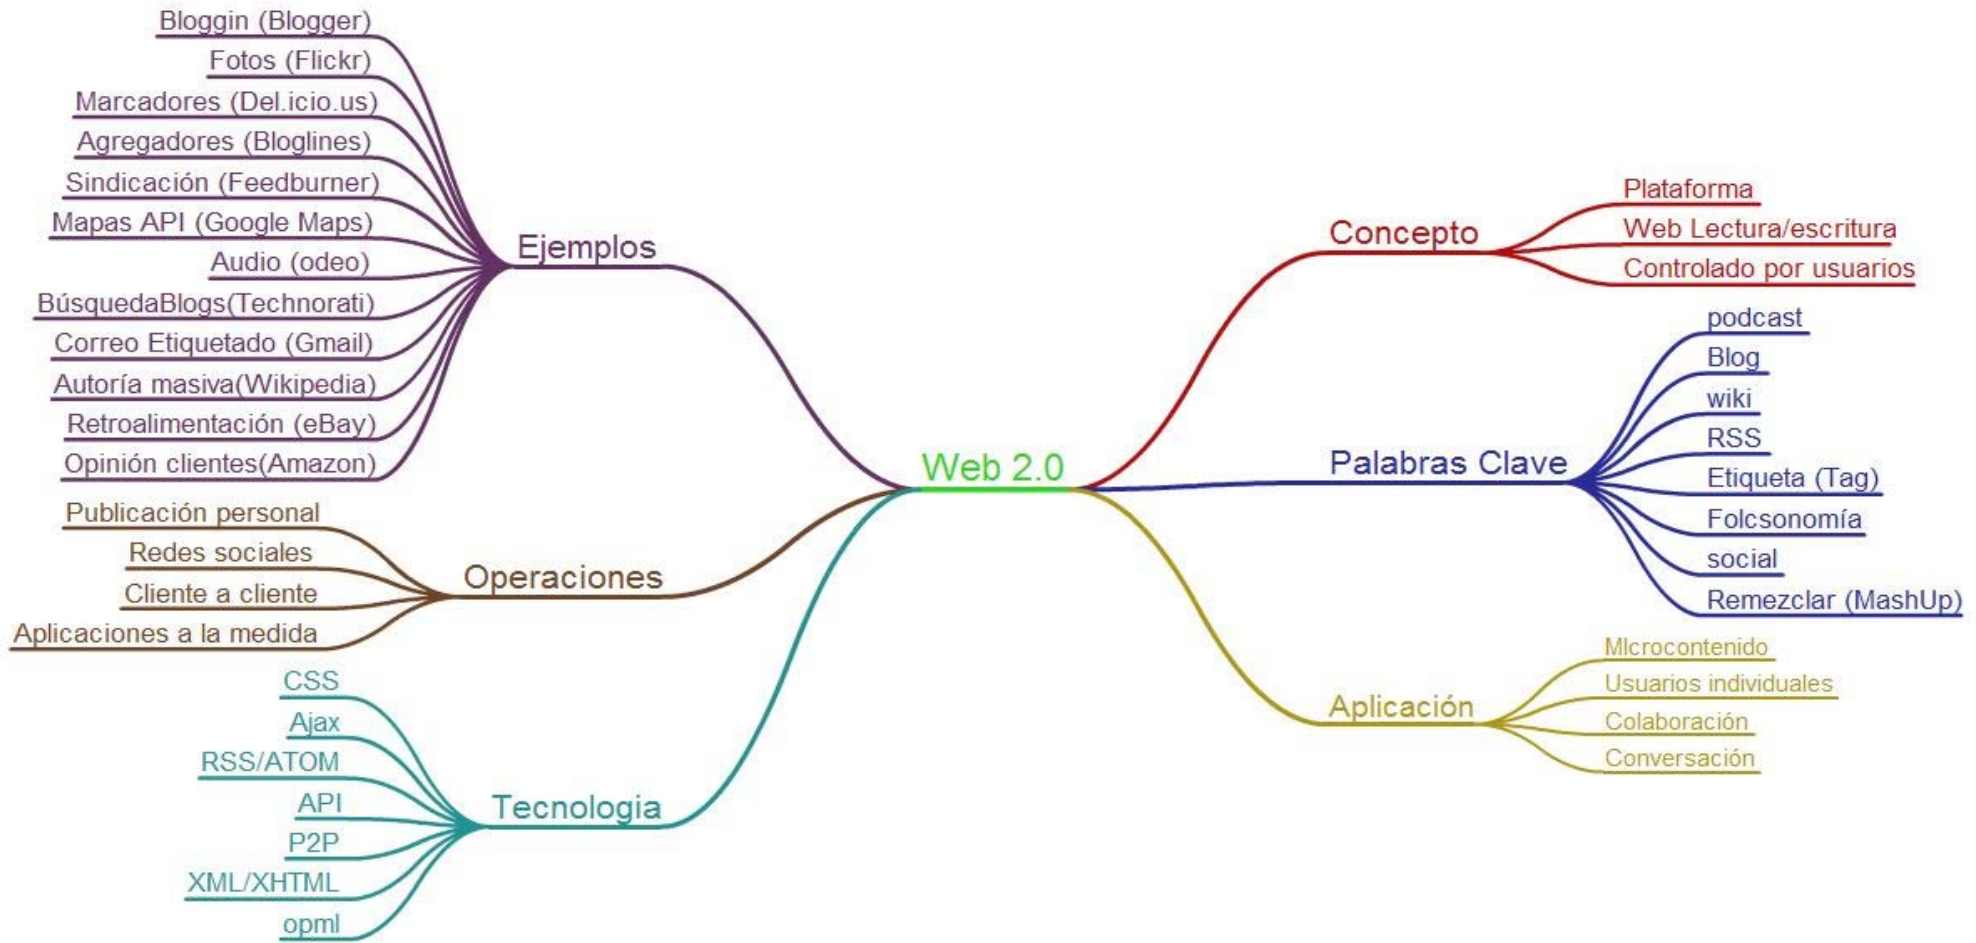 Bloggin (Blogger)
Fotos (Flickr)
Marcadores (Del.icio.us)
Agregadores (Bloglines)
Sindicación (Feedburner)
Mapas API (Google Maps)
Audio (odeo)
BúsquedaBlogs(Technorati)
Correo Etiquetado (Gmail)
Autoría masiva(Wikipedia)
Retroalimentación (eBay)
Opinión clientes(Amazon)
Ejemplos
Publicación personal
Redes sociales
Cliente a cliente
Aplicaciones a la medida
Operaciones
CSS
Ajax
RSS/ATOM
API
P2P
XML/XHTML
opml
Tecnologia
Web 2.0
Concepto
Plataforma
Web Lectura/escritura
Controlado por usuarios
Palabras Clave
podcast
Blog
wiki
RSS
Etiqueta (Tag)
Folcsonomía
social
Remezclar (MashUp)
Aplicación
MIcrocontenido
Usuarios individuales
Colaboración
Conversación